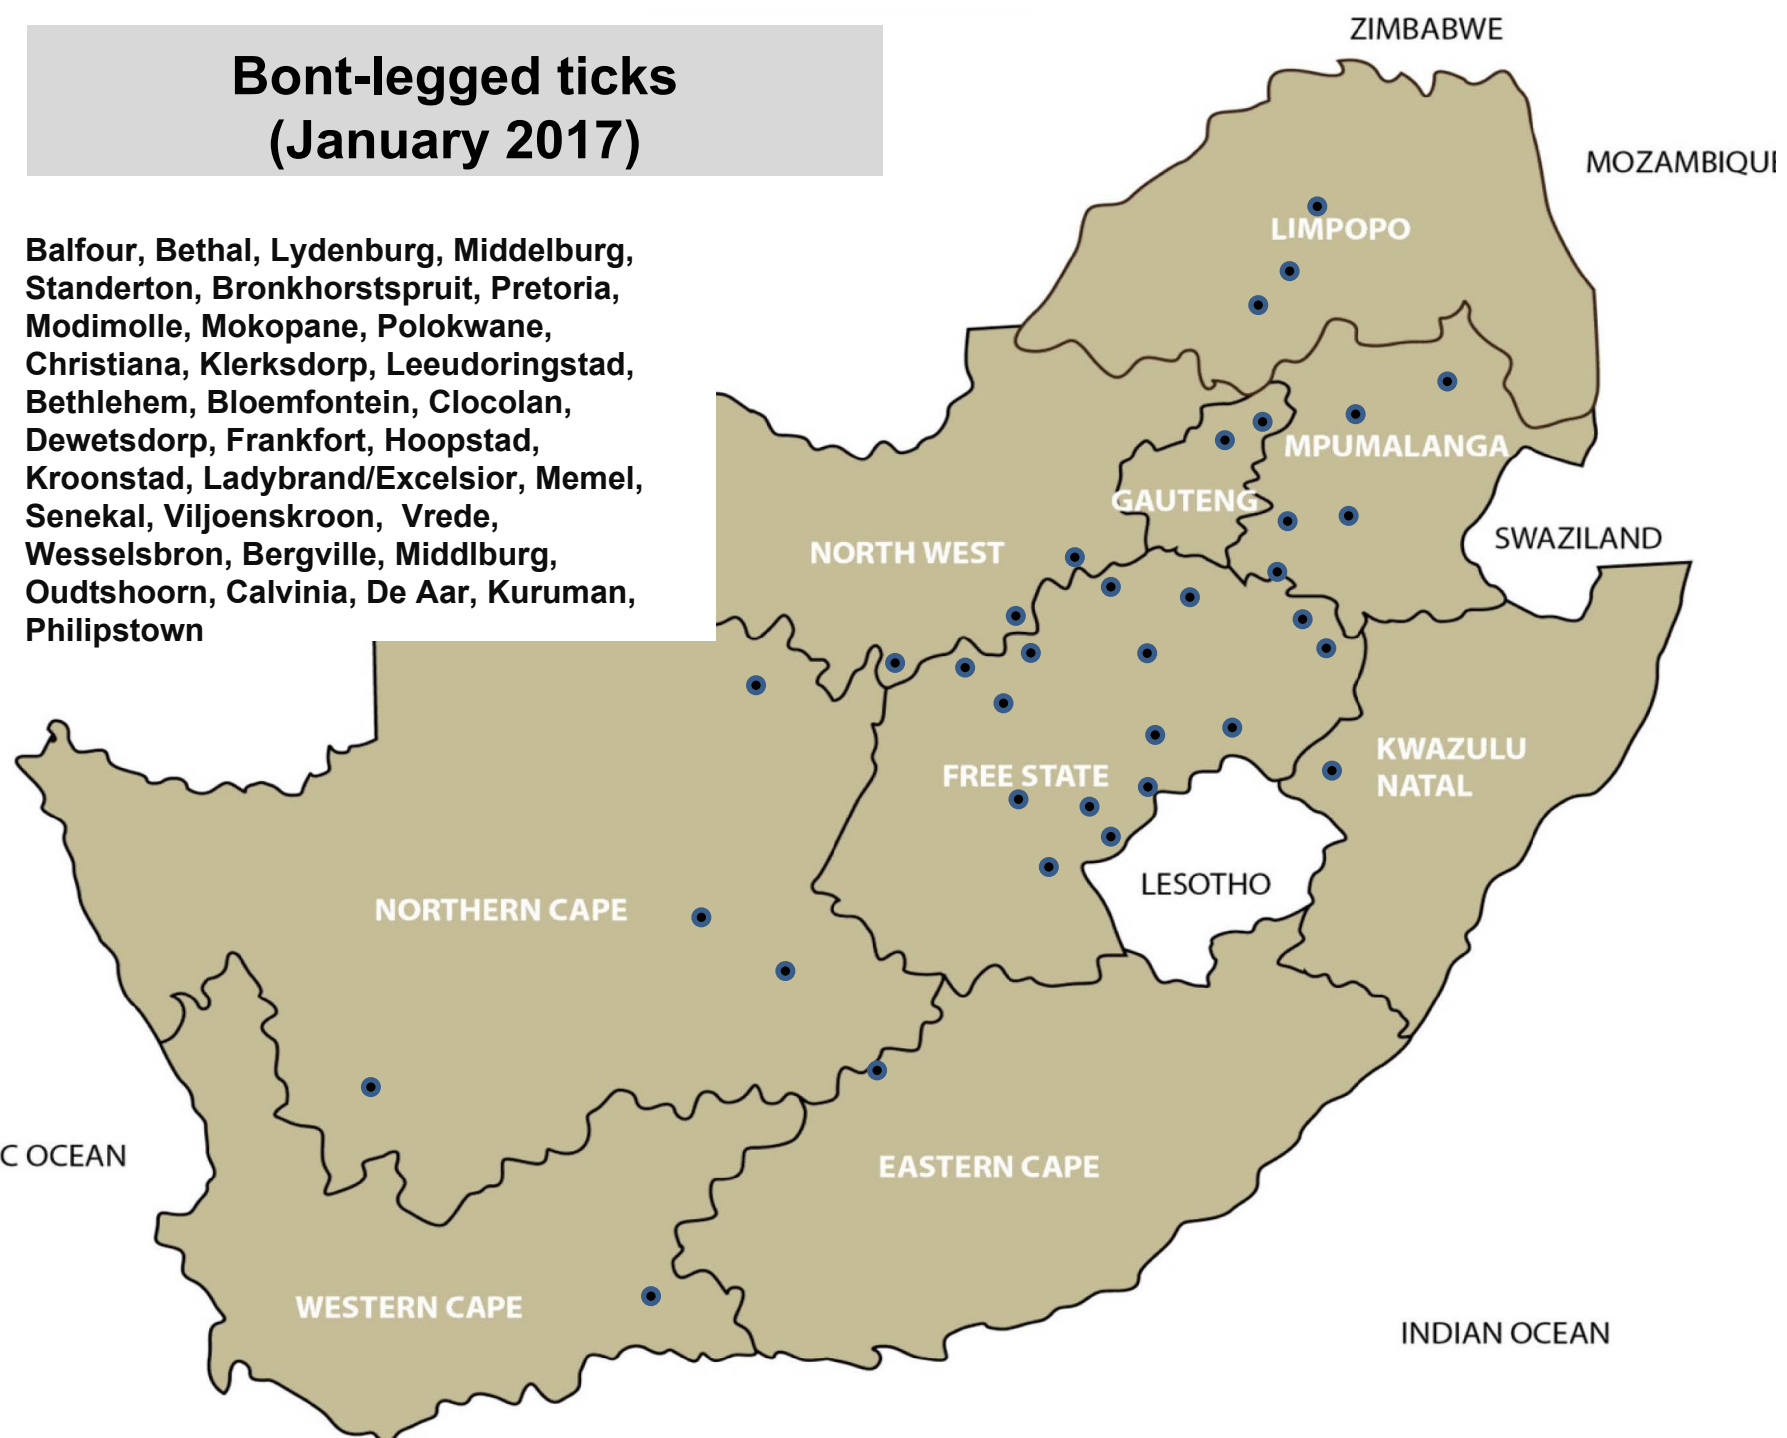 Bont-legged ticks
(January 2017)
Balfour, Bethal, Lydenburg, Middelburg,
Standerton, Bronkhorstspruit, Pretoria,
Modimolle, Mokopane, Polokwane,
Christiana, Klerksdorp, Leeudoringstad,
Bethlehem, Bloemfontein, Clocolan,
Dewetsdorp, Frankfort, Hoopstad,
Kroonstad, Ladybrand/Excelsior, Memel,
Senekal, Viljoenskroon,  Vrede,
Wesselsbron, Bergville, Middlburg,
Oudtshoorn, Calvinia, De Aar, Kuruman,
Philipstown
ZIMBABWE
MOZAMBIQUE
LIMPOPO
MPUMALANGA
GAUTENG
NORTH WEST
SWAZILAND
KWAZULU
NATAL
FREE STATE
LESOTHO
NORTHERN CAPE
C OCEAN
EASTERN CAPE
WESTERN CAPE
INDIAN OCEAN